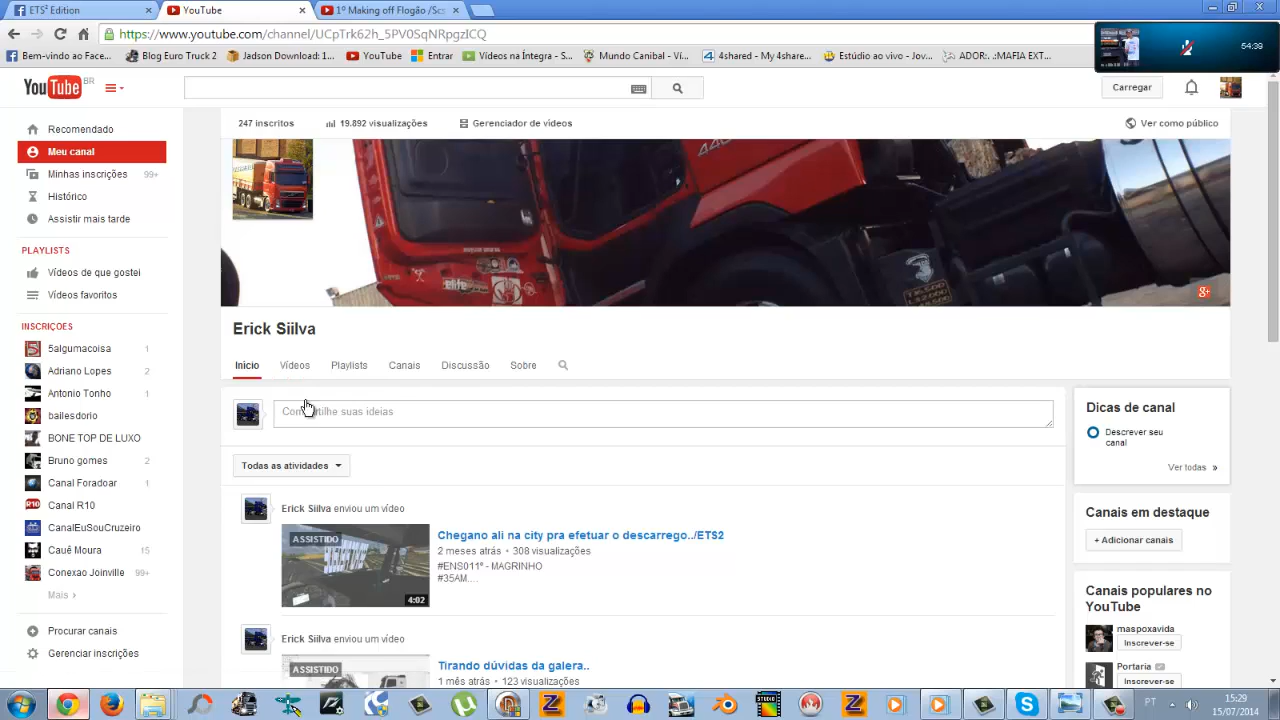 ETS² Edition
YouTube
1º Making off Flogão /Sc
https://www.youtube.com/channel/UCpTrk62h_5PV0SqNRpgzICQ
Bem-vindo ao Face...
Blog Euro Truck 2
Jadson Download:...
YouTube
Entrar
Vídeos na Íntegra -
Mundo Canibal
4shared - My 4share...
Estúdio ao vivo - Jov...
ADOR:. .:MAFIA EXT...
54:39
YouTube BR
Carregar
Recomendado
Meu canal
Minhas inscrições 99+
Histórico
Assistir mais tarde
PLAYLISTS
Vídeos de que gostei
Vídeos favoritos
INSCRIÇÕES
5algumacoisa 1
Adriano Lopes 2
Antonio Tonho 1
bailesdorio
BONE TOP DE LUXO
Bruno gomes 2
Canal Foradoar 1
Canal R10
CanalEuSouCruzeiro
Cauê Moura 15
Conexao Joinville 99+
Mais ›
Procurar canais
Gerenciar inscrições
247 inscritos
19.892 visualizações
Gerenciador de vídeos
Ver como público
440
Erick Siilva
Início
Vídeos
Playlists
Canais
Discussão
Sobre
Todas as atividades
Erick Siilva enviou um vídeo
ASSISTIDO
4:02
Chegano ali na city pra efetuar o descarrego../ETS2
2 meses atrás • 308 visualizações
#ENS011º - MAGRINHO
#35AM....
Erick Siilva enviou um vídeo
ASSISTIDO
Tirando dúvidas da galera..
1 mês atrás • 123 visualizações
Dicas de canal
Descrever seu
canal
Ver todas »
Canais em destaque
+ Adicionar canais
Canais populares no
YouTube
maspoxavida
Inscrever-se
Portaria
Inscrever-se
PT
15:29
15/07/2014